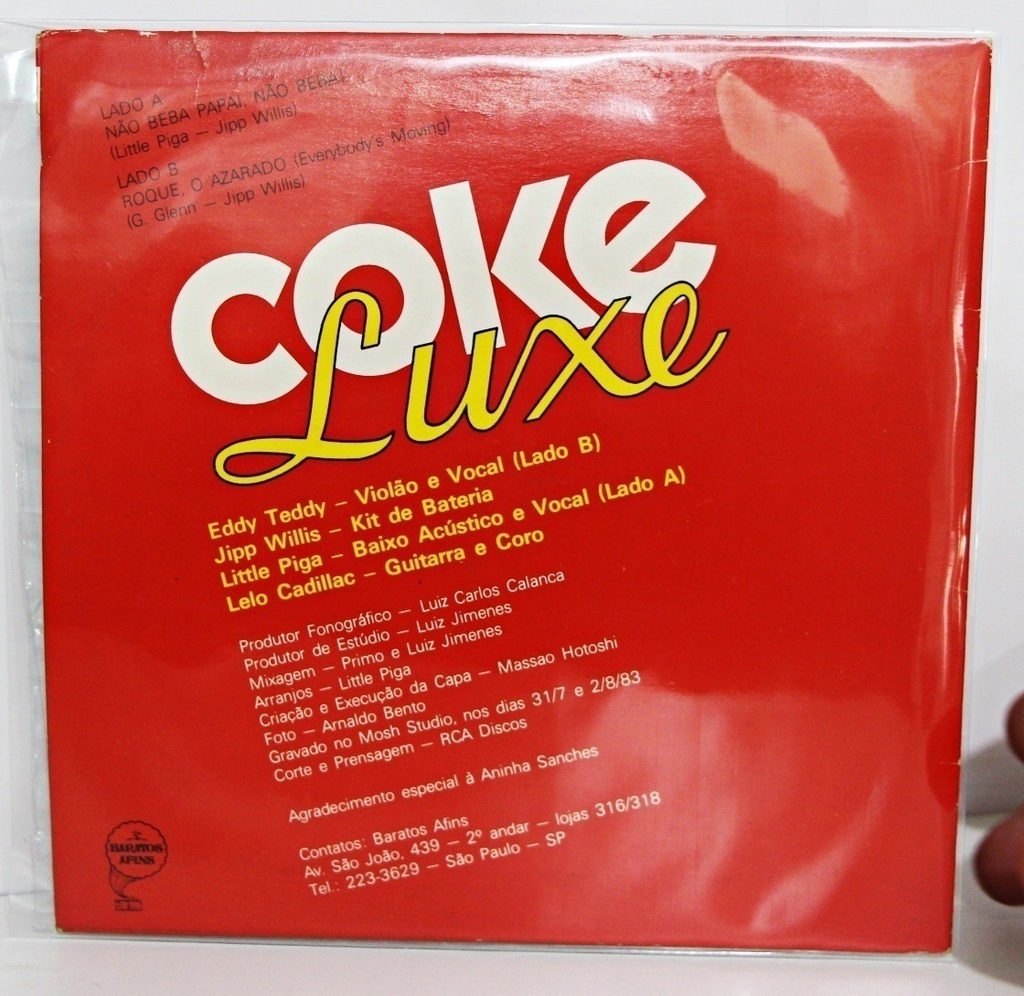 LADO A
NÃO BEBA PAPAI, NÃO BEBA!
(Little Piga — Jipp Willis)
LADO B
ROQUE, O AZARADO (Everybody's Moving)
(G. Glenn — Jipp Willis)
COKE
Luxe
Eddy Teddy — Violão e Vocal (Lado B)
Jipp Willis — Kit de Bateria
Little Piga — Baixo Acústico e Vocal (Lado A)
Lelo Cadillac — Guitarra e Coro
Produtor Fonográfico — Luiz Carlos Calanca
Produtor de Estúdio — Luiz Jimenes
Mixagem — Primo e Luiz Jimenes
Arranjos — Little Piga
Criação e Execução da Capa — Massao Hotoshi
Foto — Arnaldo Bento
Gravado no Mosh Studio, nos dias 31/7 e 2/8/83
Corte e Prensagem — RCA Discos
Agradecimento especial à Aninha Sanches
Contatos: Baratos Afins
Av. São João, 439 — 2º andar — lojas 316/318
Tel.: 223-3629 — São Paulo — SP
BARATOS
AFINS